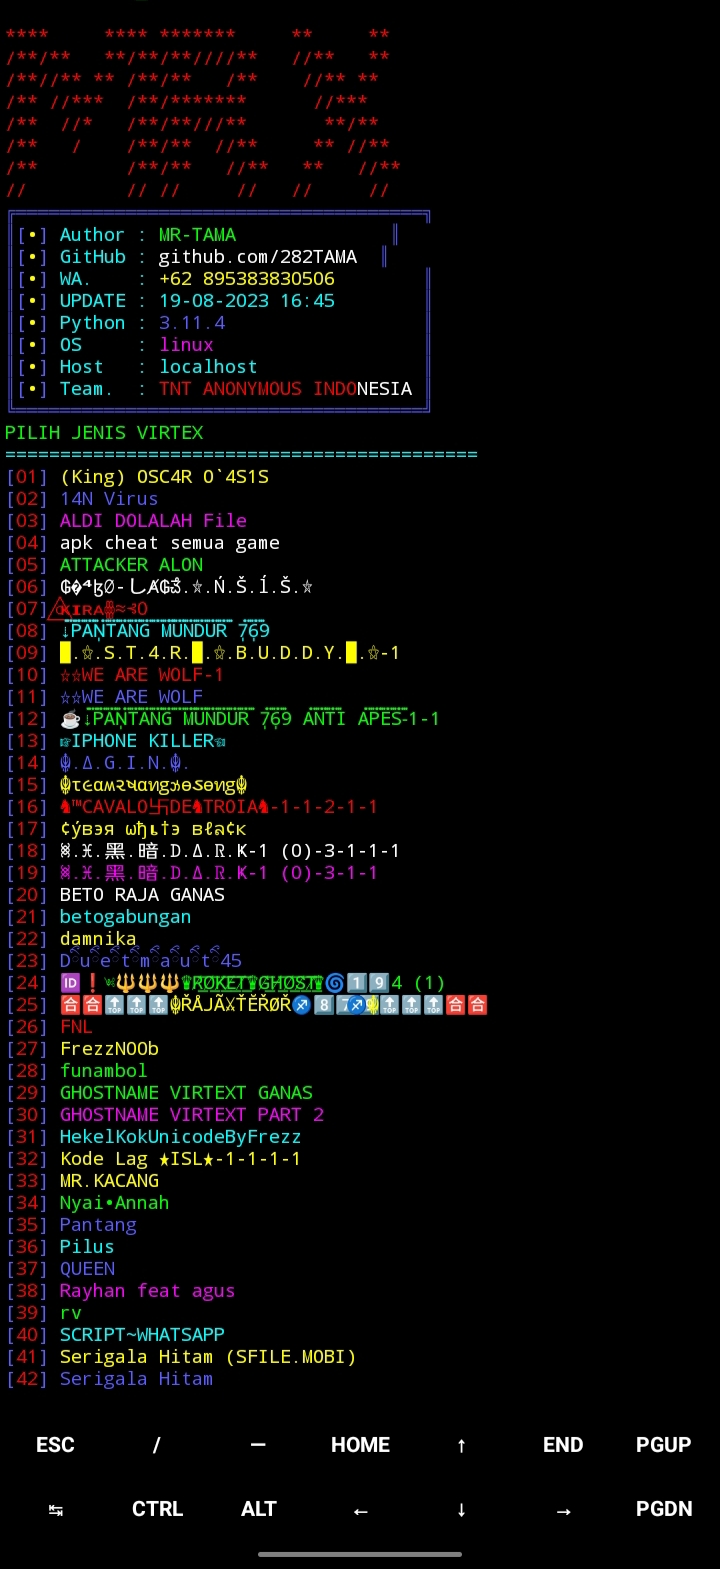 ****     **** *******     **     **
/**/**   **/**/**////**   //**   **
/**//** ** /**/**   /**    //** **
/** //***  /**/*******      //***
/**  //*   /**/**///**       **/**
/**   /    /**/**  //**     ** //**
/**        /**/**   //**   **   //**
//         // //     //   //     //
[•] Author : MR-TAMA
[•] GitHub : github.com/282TAMA
[•] WA.    : +62 895383830506
[•] UPDATE : 19-08-2023 16:45
[•] Python : 3.11.4
[•] OS     : linux
[•] Host   : localhost
[•] Team.  : TNT ANONYMOUS INDONESIA
PILIH JENIS VIRTEX
===========================================
[01] (King) OSC4R O`4S1S
[02] 14N Virus
[03] ALDI DOLALAH File
[04] apk cheat semua game
[05] ATTACKER ALON
[06]
[07]
[08] ↓PANTANG MUNDUR 769
[09] █.☆.S.T.4.R.█.☆.B.U.D.D.Y.█.☆-1
[10] ☆☆WE ARE WOLF-1
[11] ☆☆WE ARE WOLF
[12] ☕↓PANTANG MUNDUR 769 ANTI APES-1-1
[13] ☞IPHONE KILLER☜
[14] ☬.Δ.G.I.N.☬.
[15]
[16] ♞™CAVALO卐DE♞TROIA♞-1-1-2-1-1
[17]
[18] .黑.暗.D.Δ.R.K-1 (O)-3-1-1-1
[19] .黑.暗.D.Δ.R.K-1 (O)-3-1-1
[20] BETO RAJA GANAS
[21] betogabungan
[22] damnika
[23] Duetmaut45
[24] 🆔❗🔱🔱🔱♛ROKET♛GHOST♛🌀1️⃣9️⃣4 (1)
[25] 🈴🈴🔝🔝🔝☬ŘÅJÃXŤËŘØŘ♐8️⃣7️⃣♐🔝🔝🔝🈴🈴
[26] FNL
[27] FrezzNOOb
[28] funambol
[29] GHOSTNAME VIRTEXT GANAS
[30] GHOSTNAME VIRTEXT PART 2
[31] HekelKokUnicodeByFrezz
[32] Kode Lag ★ISL★-1-1-1-1
[33] MR.KACANG
[34] Nyai•Annah
[35] Pantang
[36] Pilus
[37] QUEEN
[38] Rayhan feat agus
[39] rv
[40] SCRIPT~WHATSAPP
[41] Serigala Hitam (SFILE.MOBI)
[42] Serigala Hitam
ESC / — HOME ↑ END PGUP
↹ CTRL ALT ← ↓ → PGDN